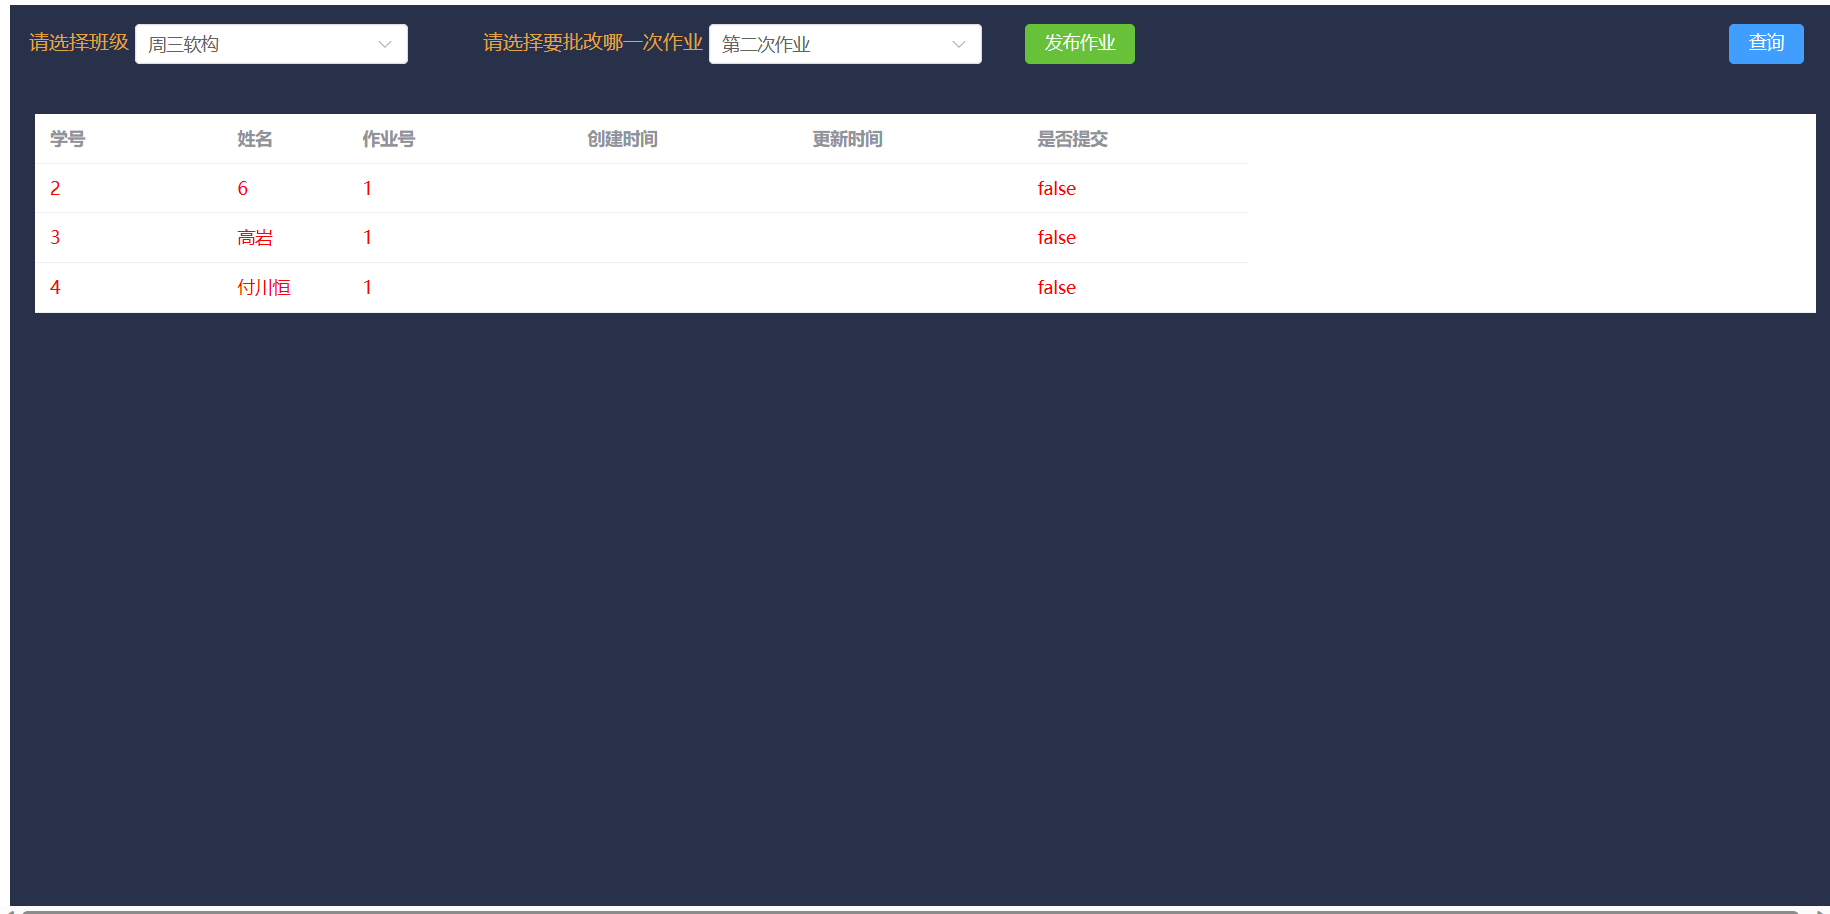 请选择班级 周三软构 请选择要批改哪一次作业 第二次作业 发布作业 查询
学号 姓名 作业号 创建时间 更新时间 是否提交
2 6 1 false
3 高岩 1 false
4 付川恒 1 false